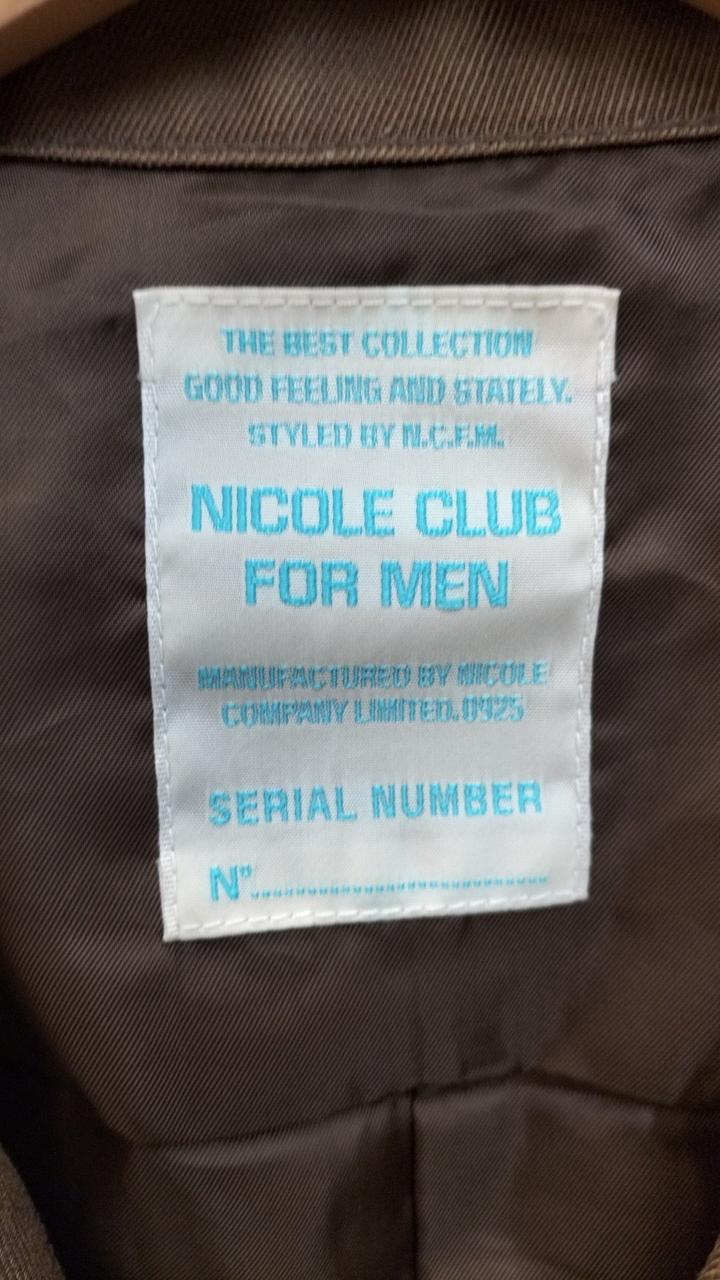 THE BEST COLLECTION
GOOD FEELING AND STATELY.
STYLED BY N.C.F.M.
NICOLE CLUB
FOR MEN
MANUFACTURED BY NICOLE
COMPANY LIMITED.0925
SERIAL NUMBER
Nº..............................